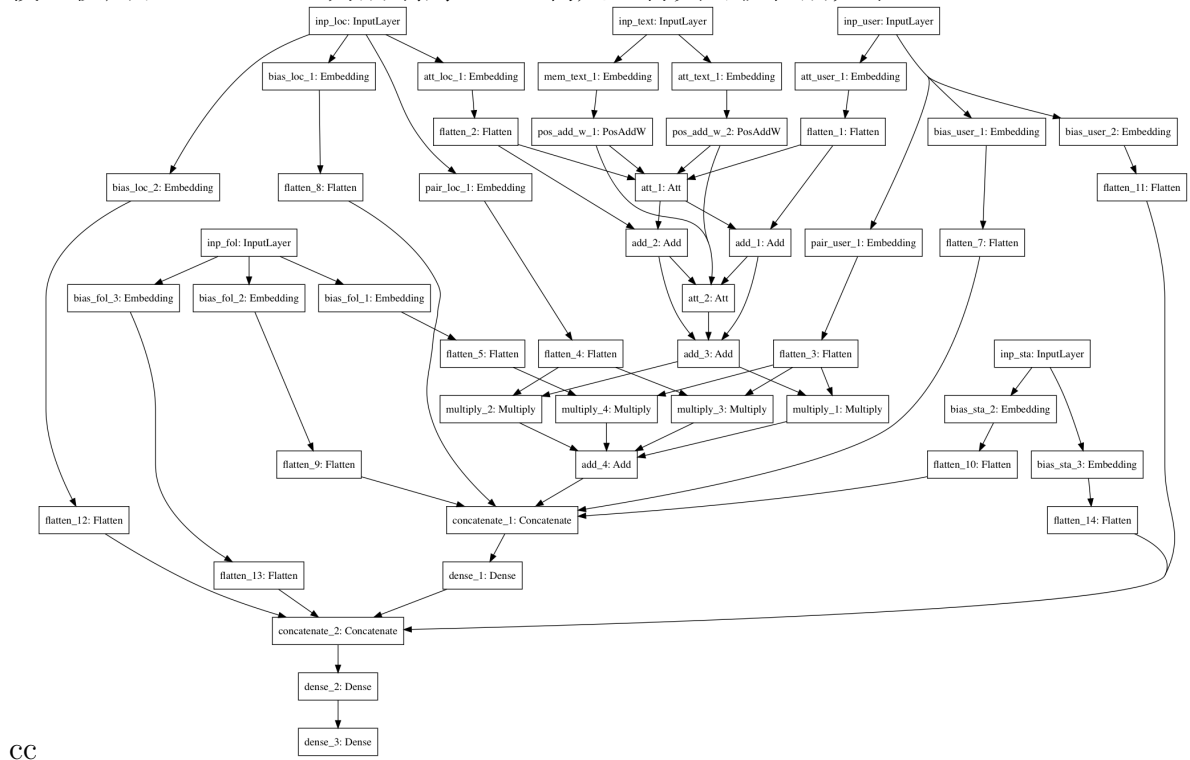 inp_loc: InputLayer inp_text: InputLayer inp_user: InputLayer
bias_loc_1: Embedding att_loc_1: Embedding mem_text_1: Embedding att_text_1: Embedding att_user_1: Embedding
flatten_2: Flatten pos_add_w_1: PosAddW pos_add_w_2: PosAddW flatten_1: Flatten bias_user_1: Embedding bias_user_2: Embedding
bias_loc_2: Embedding flatten_8: Flatten pair_loc_1: Embedding att_1: Att flatten_11: Flatten
inp_fol: InputLayer add_2: Add add_1: Add pair_user_1: Embedding flatten_7: Flatten
bias_fol_3: Embedding bias_fol_2: Embedding bias_fol_1: Embedding att_2: Att
flatten_5: Flatten flatten_4: Flatten add_3: Add flatten_3: Flatten inp_sta: InputLayer
multiply_2: Multiply multiply_4: Multiply multiply_3: Multiply multiply_1: Multiply bias_sta_2: Embedding
flatten_9: Flatten add_4: Add flatten_10: Flatten bias_sta_3: Embedding
flatten_12: Flatten concatenate_1: Concatenate flatten_14: Flatten
flatten_13: Flatten dense_1: Dense
concatenate_2: Concatenate
dense_2: Dense
dense_3: Dense
cc